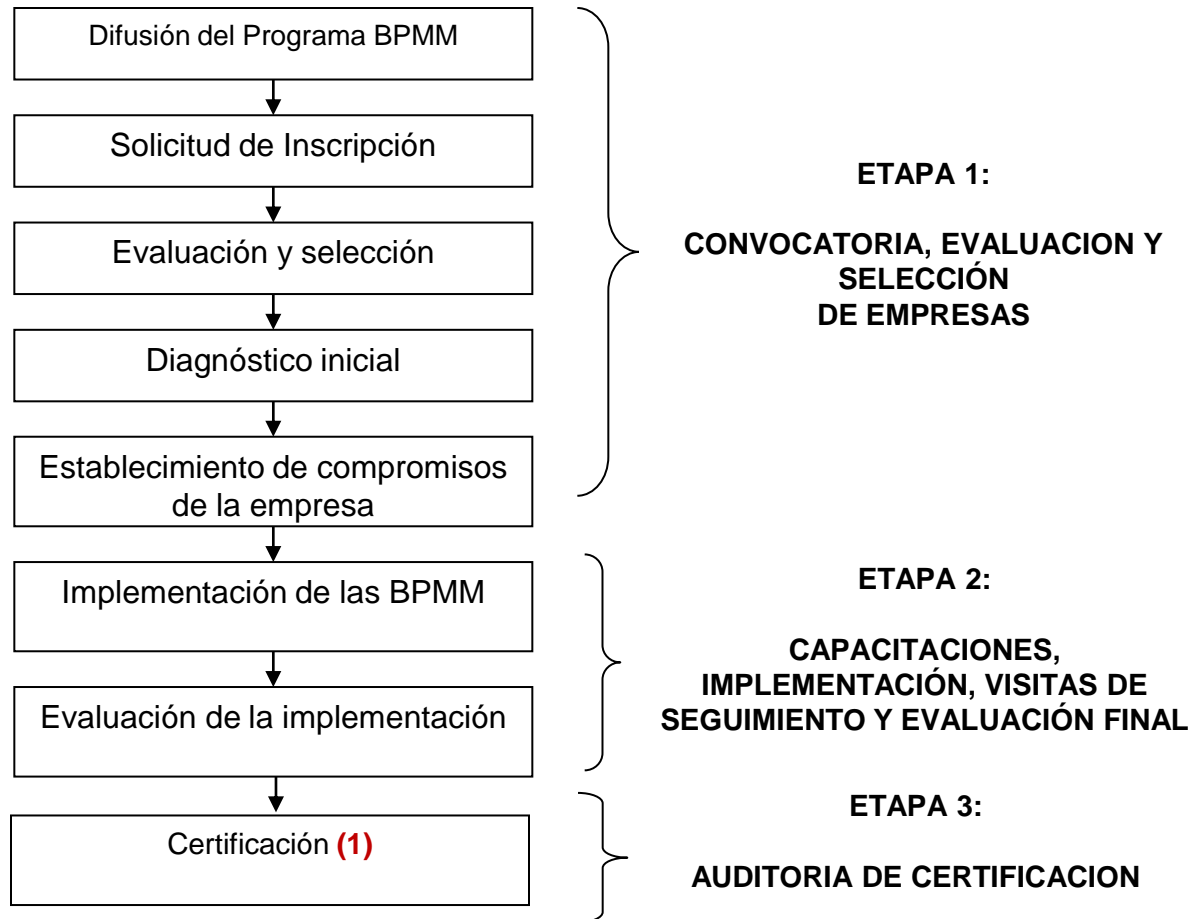 Difusión del Programa BPMM
Solicitud de Inscripción
Evaluación y selección
Diagnóstico inicial
Establecimiento de compromisos
de la empresa
ETAPA 1:
CONVOCATORIA, EVALUACION Y
SELECCIÓN
DE EMPRESAS
Implementación de las BPMM
Evaluación de la implementación
ETAPA 2:
CAPACITACIONES,
IMPLEMENTACIÓN, VISITAS DE
SEGUIMIENTO Y EVALUACIÓN FINAL
Certificación (1)
ETAPA 3:
AUDITORIA DE CERTIFICACION